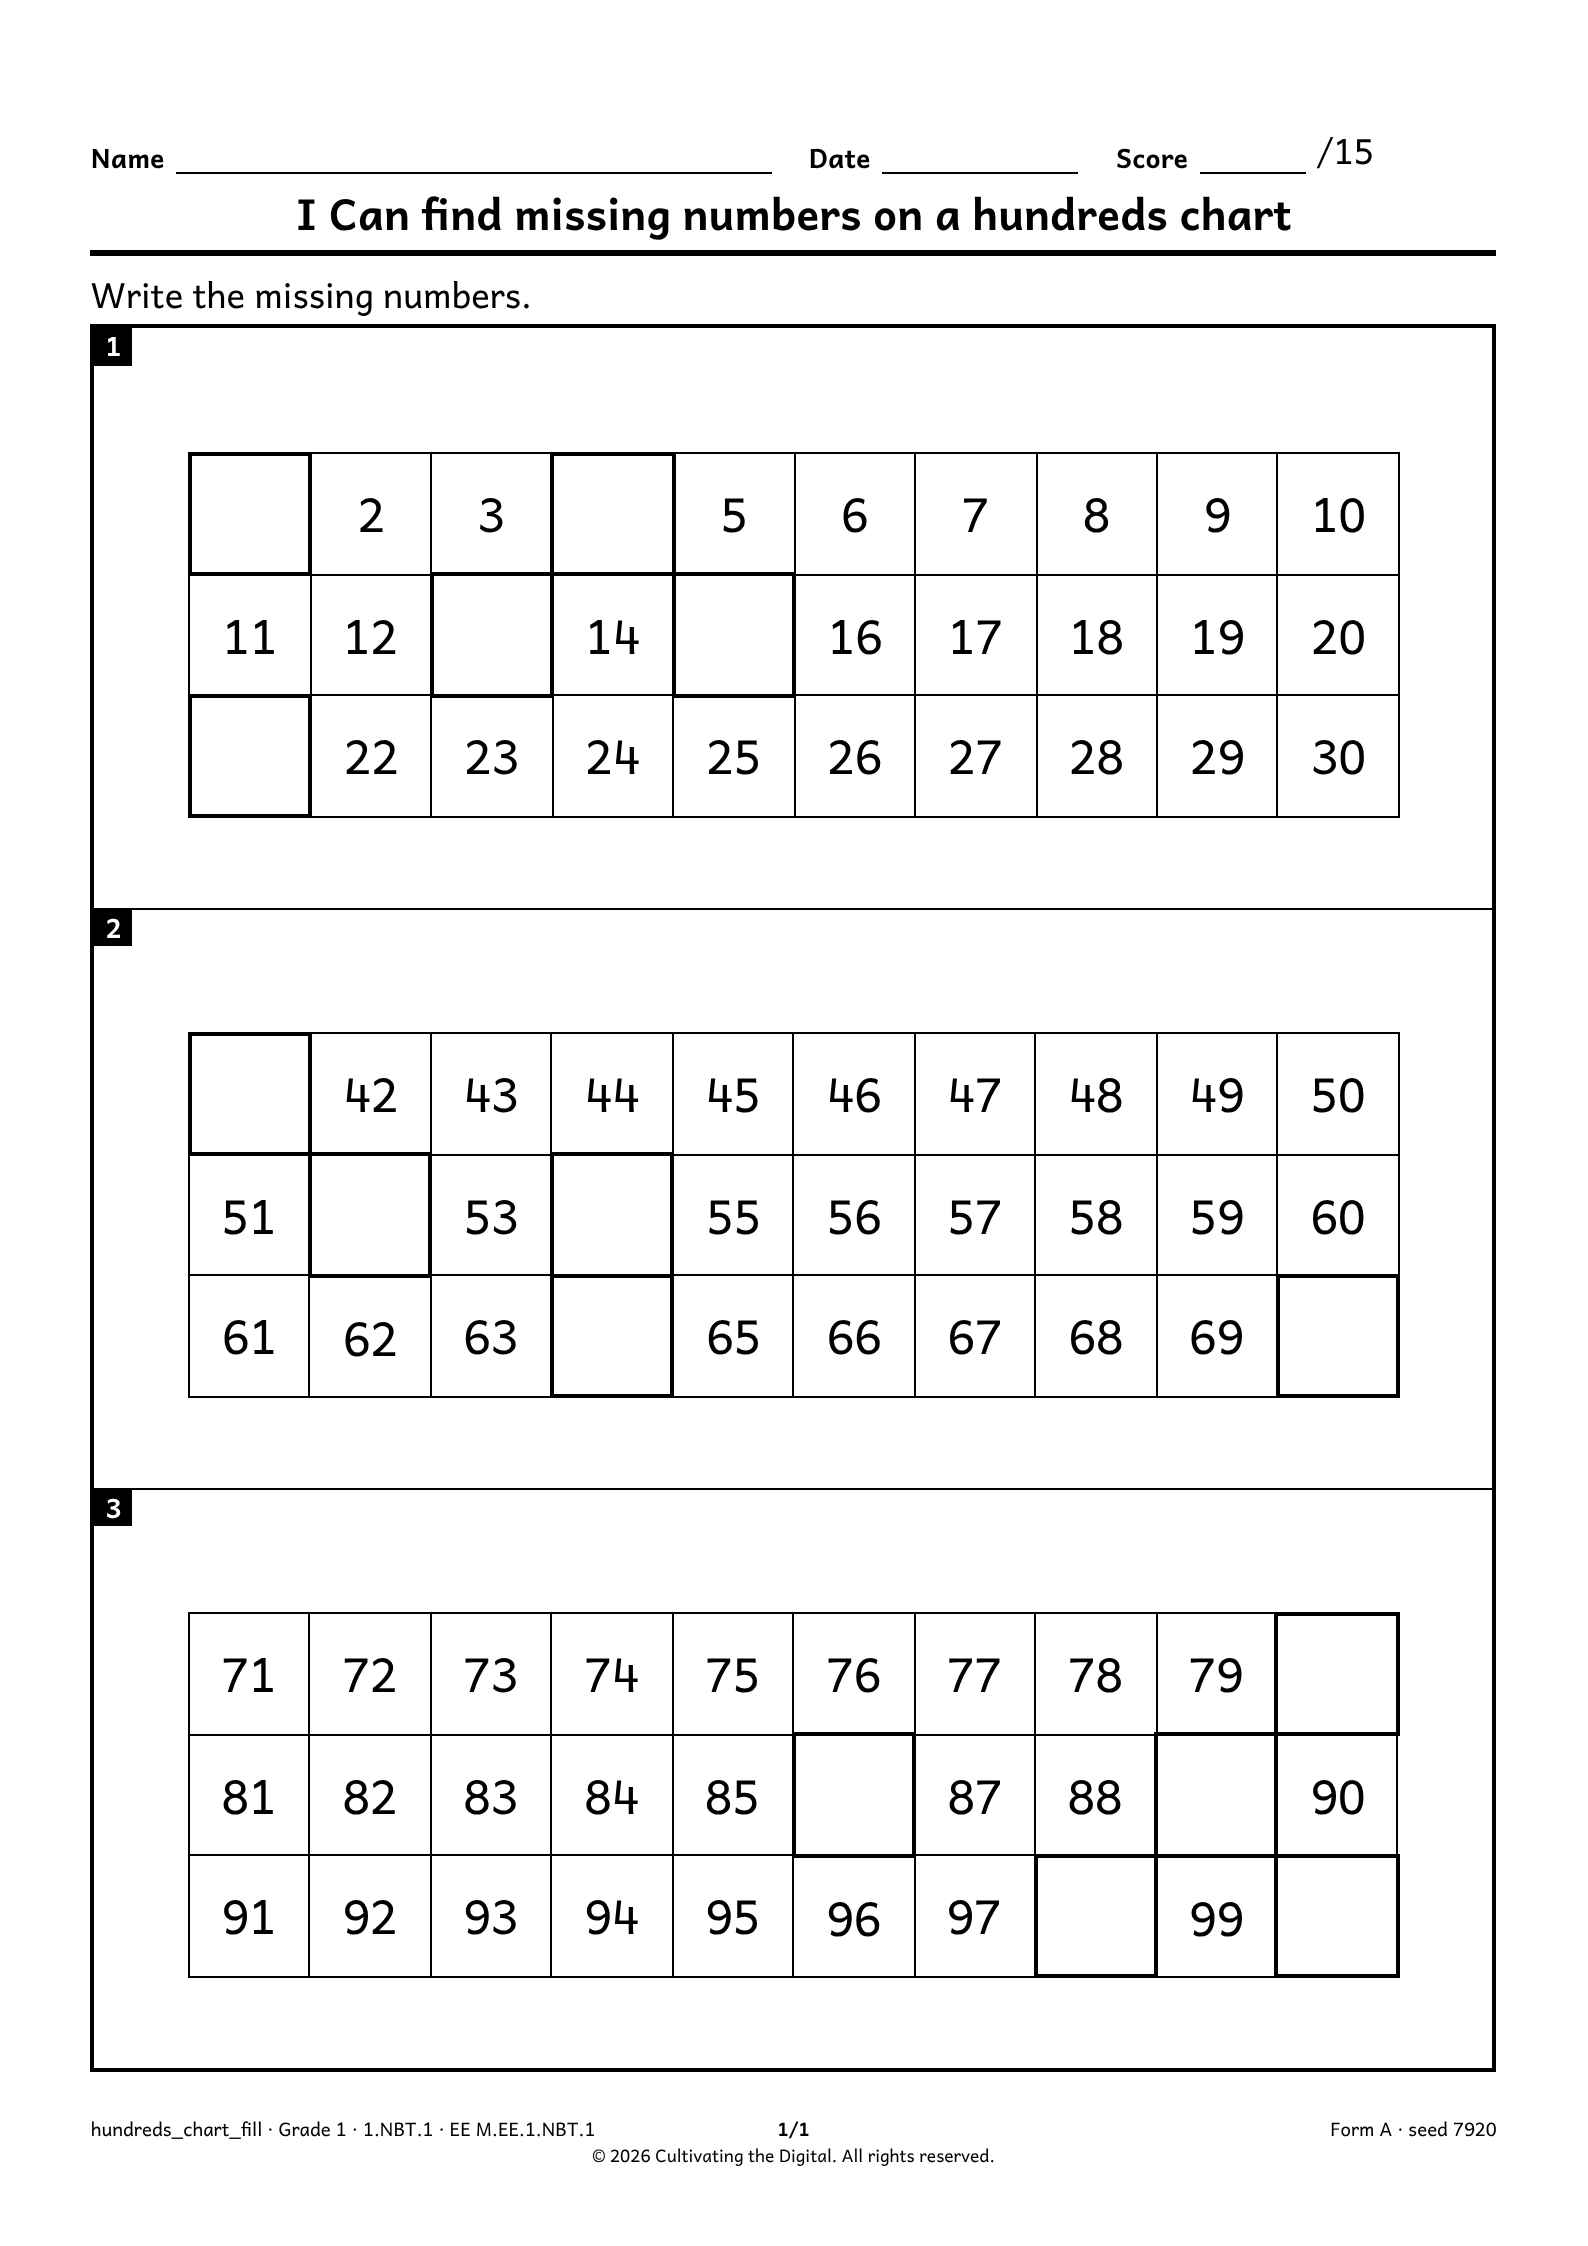 Name Date Score /15
I Can find missing numbers on a hundreds chart
Write the missing numbers.
1
2 3 5 6 7 8 9 10
11 12 14 16 17 18 19 20
22 23 24 25 26 27 28 29 30
2
42 43 44 45 46 47 48 49 50
51 53 55 56 57 58 59 60
61 62 63 65 66 67 68 69
3
71 72 73 74 75 76 77 78 79
81 82 83 84 85 87 88 90
91 92 93 94 95 96 97 99
hundreds_chart_fill · Grade 1 · 1.NBT.1 · EE M.EE.1.NBT.1 1/1 Form A · seed 7920
© 2026 Cultivating the Digital. All rights reserved.